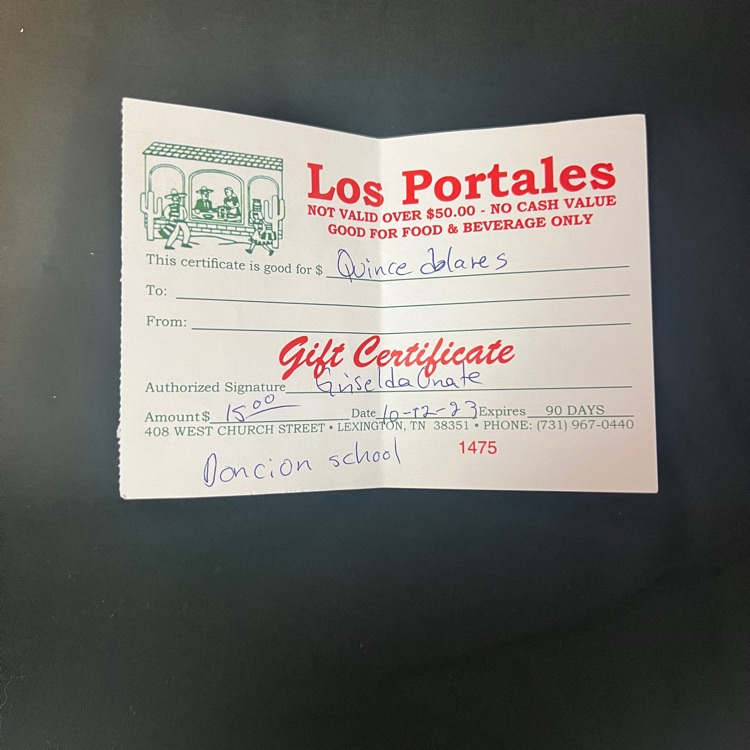 Los Portales
NOT VALID OVER $50.00 - NO CASH VALUE
GOOD FOR FOOD & BEVERAGE ONLY
This certificate is good for $ Quince dolares
To:
From:
Gift Certificate
Authorized Signature Griselda Onate
Amount $ 15.00 Date 10-12-23 Expires 90 DAYS
408 WEST CHURCH STREET • LEXINGTON, TN 38351 • PHONE: (731) 967-0440
Doncion school
1475